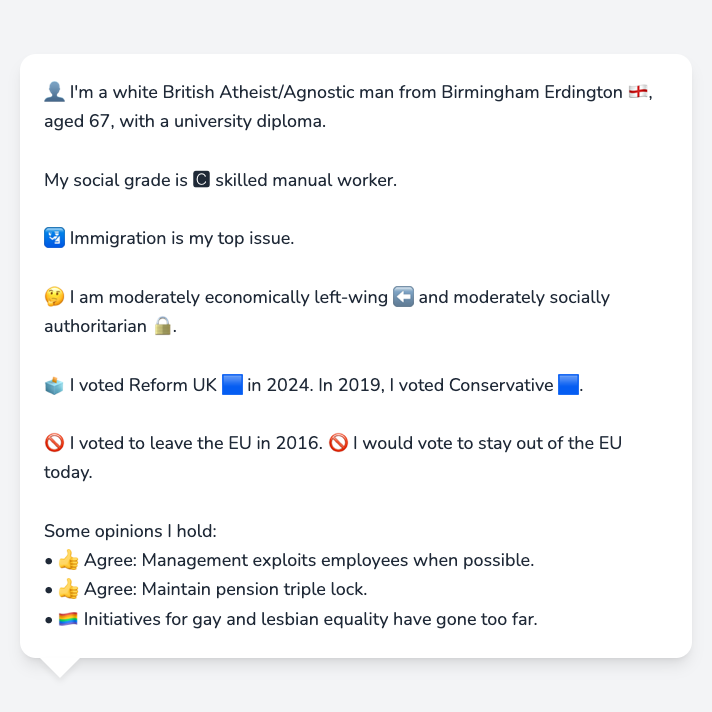 👤 I'm a white British Atheist/Agnostic man from Birmingham Erdington 🏴󠁧󠁢󠁥󠁮󠁧󠁿,
aged 67, with a university diploma.
My social grade is 🅲 skilled manual worker.
🛂 Immigration is my top issue.
🤔 I am moderately economically left-wing ⬅️ and moderately socially
authoritarian 🔒.
🗳️ I voted Reform UK 🟦 in 2024. In 2019, I voted Conservative 🟦.
🚫 I voted to leave the EU in 2016. 🚫 I would vote to stay out of the EU
today.
Some opinions I hold:
• 👍 Agree: Management exploits employees when possible.
• 👍 Agree: Maintain pension triple lock.
• 🏳️‍🌈 Initiatives for gay and lesbian equality have gone too far.